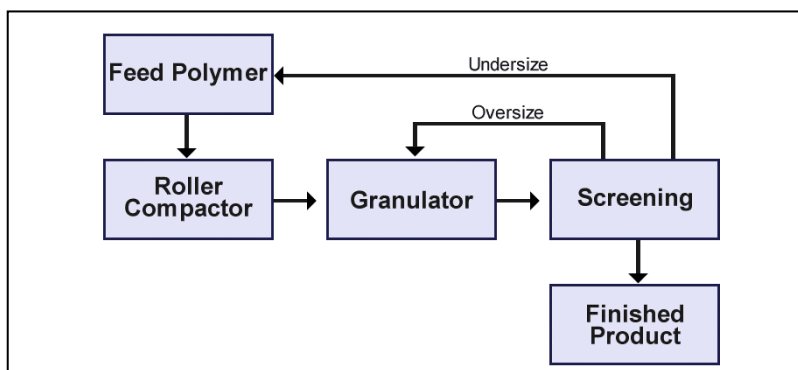 Feed Polymer
Undersize
Oversize
Roller
Compactor
Granulator
Screening
Finished
Product